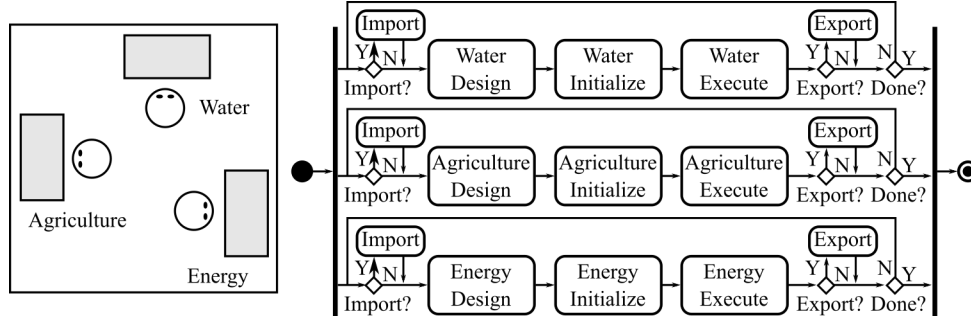 Water
Agriculture
Energy
Import
Export
Y
N
Water
Design
Water
Initialize
Water
Execute
Y
N
N
Y
Import?
Export?
Done?
Import
Export
Y
N
Agriculture
Design
Agriculture
Initialize
Agriculture
Execute
Y
N
N
Y
Import?
Export?
Done?
Import
Export
Y
N
Energy
Design
Energy
Initialize
Energy
Execute
Y
N
N
Y
Import?
Export?
Done?